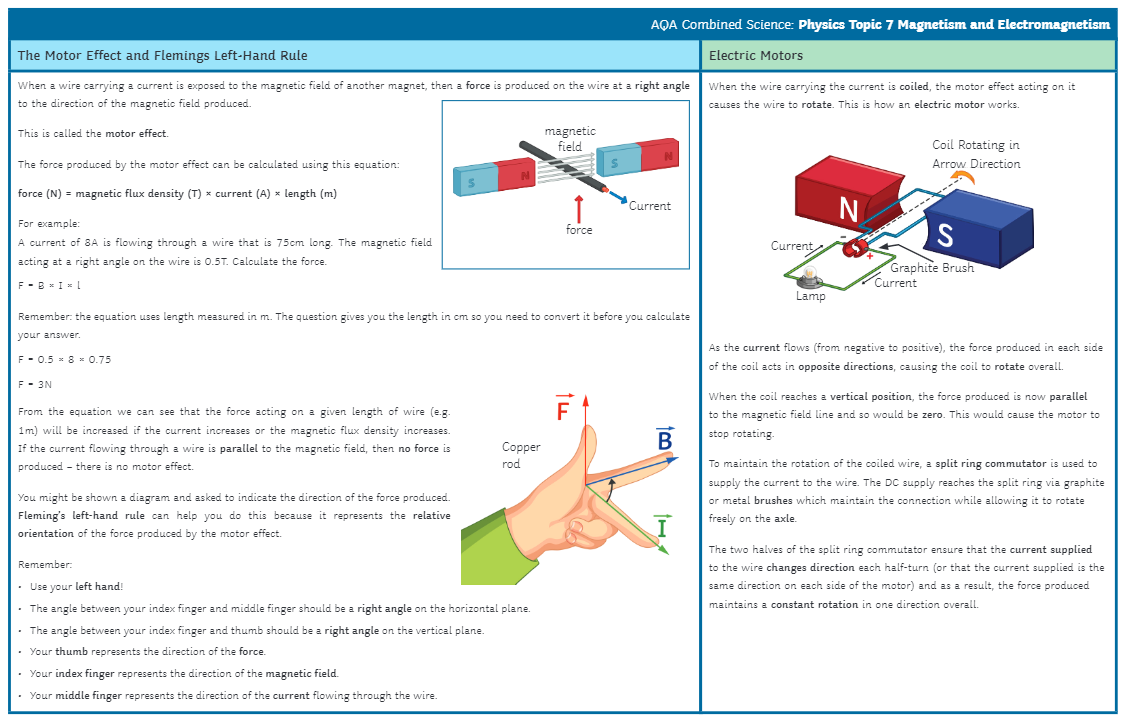 AQA Combined Science: Physics Topic 7 Magnetism and Electromagnetism
The Motor Effect and Flemings Left-Hand Rule
When a wire carrying a current is exposed to the magnetic field of another magnet, then a force is produced on the wire at a right angle
to the direction of the magnetic field produced.
This is called the motor effect.
The force produced by the motor effect can be calculated using this equation:
force (N) = magnetic flux density (T) × current (A) × length (m)
For example:
A current of 8A is flowing through a wire that is 75cm long. The magnetic field
acting at a right angle on the wire is 0.5T. Calculate the force.
F = B × I × l
magnetic
field
S
N
S
N
Current
force
Remember: the equation uses length measured in m. The question gives you the length in cm so you need to convert it before you calculate
your answer.
F = 0.5 × 8 × 0.75
F = 3N
From the equation we can see that the force acting on a given length of wire (e.g.
1m) will be increased if the current increases or the magnetic flux density increases.
If the current flowing through a wire is parallel to the magnetic field, then no force is
produced – there is no motor effect.
You might be shown a diagram and asked to indicate the direction of the force produced.
Fleming's left-hand rule can help you do this because it represents the relative
orientation of the force produced by the motor effect.
F
B
Copper
rod
I
Remember:
• Use your left hand!
• The angle between your index finger and middle finger should be a right angle on the horizontal plane.
• The angle between your index finger and thumb should be a right angle on the vertical plane.
• Your thumb represents the direction of the force.
• Your index finger represents the direction of the magnetic field.
• Your middle finger represents the direction of the current flowing through the wire.
Electric Motors
When the wire carrying the current is coiled, the motor effect acting on it
causes the wire to rotate. This is how an electric motor works.
Coil Rotating in
Arrow Direction
N
S
Current
-
+
Graphite Brush
Current
Lamp
As the current flows (from negative to positive), the force produced in each side
of the coil acts in opposite directions, causing the coil to rotate overall.
When the coil reaches a vertical position, the force produced is now parallel
to the magnetic field line and so would be zero. This would cause the motor to
stop rotating.
To maintain the rotation of the coiled wire, a split ring commutator is used to
supply the current to the wire. The DC supply reaches the split ring via graphite
or metal brushes which maintain the connection while allowing it to rotate
freely on the axle.
The two halves of the split ring commutator ensure that the current supplied
to the wire changes direction each half-turn (or that the current supplied is the
same direction on each side of the motor) and as a result, the force produced
maintains a constant rotation in one direction overall.